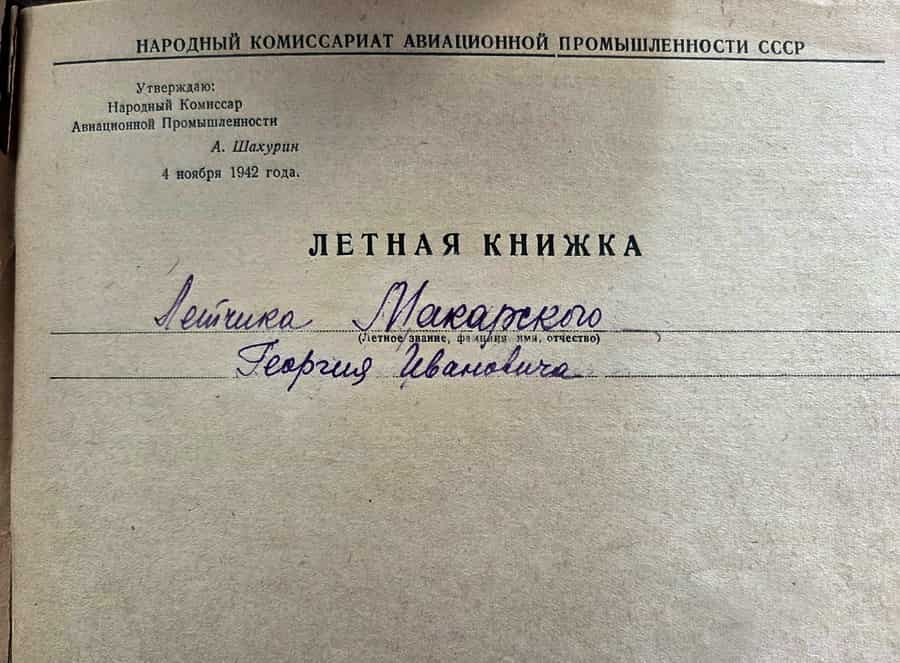 НАРОДНЫЙ КОМИССАРИАТ АВИАЦИОННОЙ ПРОМЫШЛЕННОСТИ СССР
Утверждаю:
Народный Комиссар
Авиационной Промышленности
А. Шахурин
4 ноября 1942 года.
ЛЕТНАЯ КНИЖКА
Летчика Макарского
(Летное звание, фамилия имя, отчество)
Георгия Ивановича